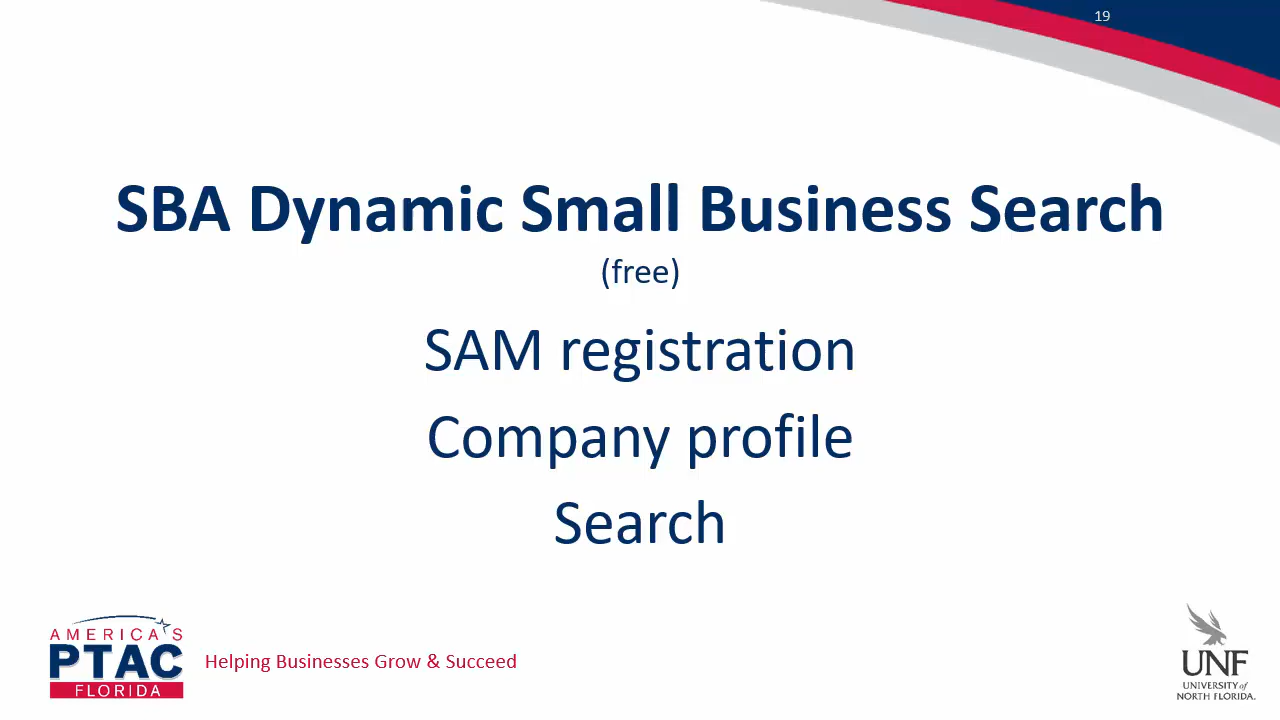 19
SBA Dynamic Small Business Search
(free)
SAM registration
Company profile
Search
AMERICA'S
PTAC
FLORIDA
Helping Businesses Grow & Succeed
UNF
UNIVERSITY of
NORTH FLORIDA.